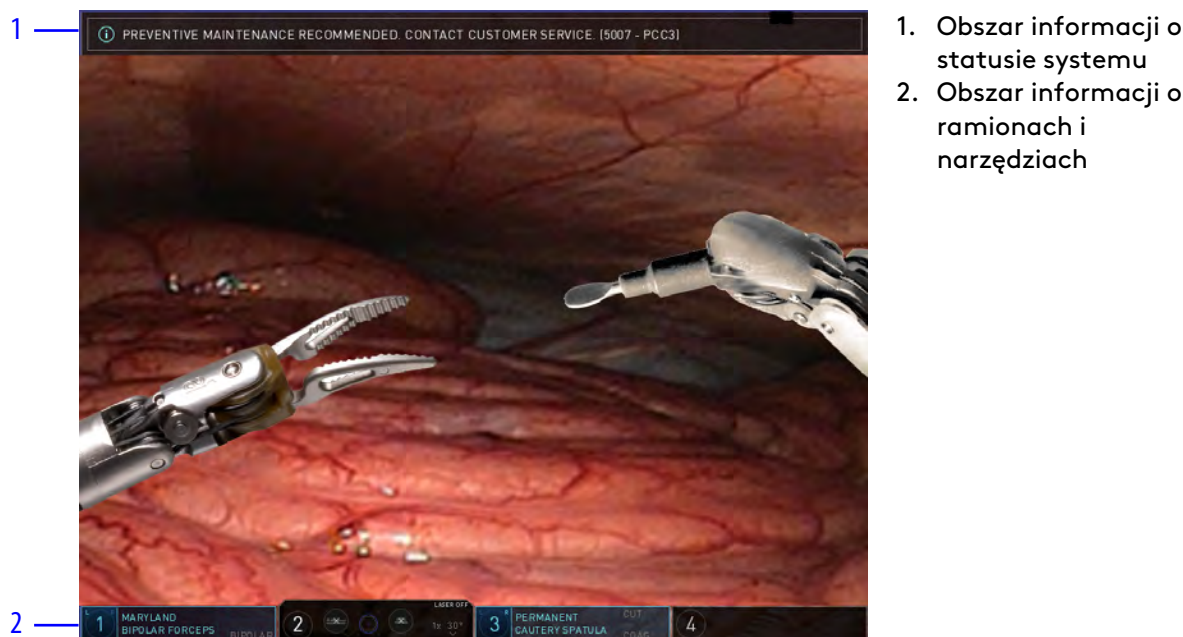 1
PREVENTIVE MAINTENANCE RECOMMENDED. CONTACT CUSTOMER SERVICE. (5007 - PCC3)
1. Obszar informacji o
statusie systemu
2. Obszar informacji o
ramionach i
narzędziach
2
L
1
MARYLAND
BIPOLAR FORCEPS
BIPOLAR
2
LASER OFF
1x 30°
3
R
PERMANENT
CAUTERY SPATULA
CUT
COAG
4